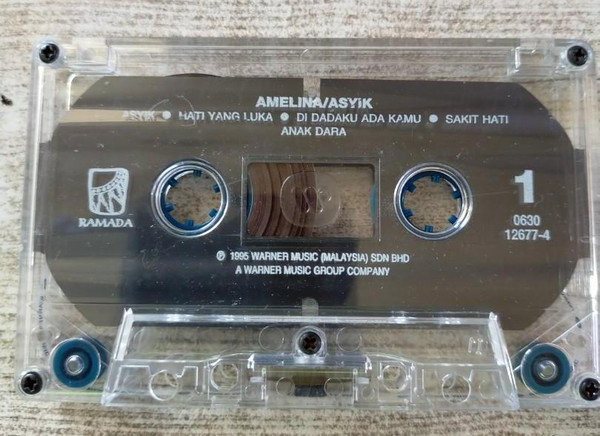 AMELINA/ASYIK
ASYIK ● HATI YANG LUKA ● DI DADAKU ADA KAMU ● SAKIT HATI
ANAK DARA
RAMADA
1
0630
12677-4
℗ 1995 WARNER MUSIC (MALAYSIA) SDN BHD
A WARNER MUSIC GROUP COMPANY